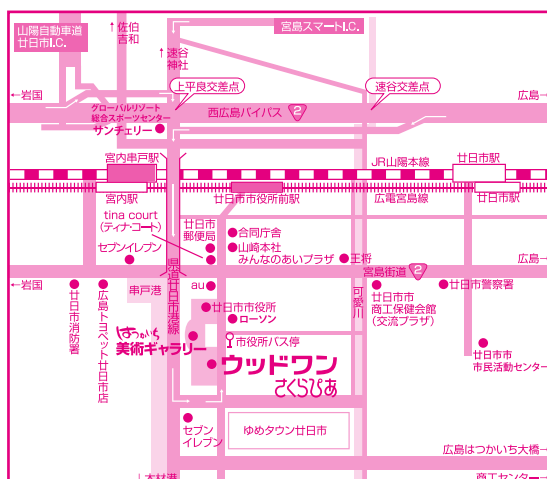 山陽自動車道
廿日市I.C.
↑佐伯
吉和
↑速谷
神社
宮島スマートI.C.
上平良交差点
速谷交差点
←岩国
広島→
グローバルリゾート
総合スポーツセンター
サンチェリー
西広島バイパス
2
宮内串戸駅
JR山陽本線
廿日市駅
宮内駅
廿日市市役所前駅
広電宮島線
廿日市駅
tina court
(ティナ・コート)
廿日市
郵便局
合同庁舎
山崎本社
みんなのあいプラザ
王将
セブンイレブン
宮島街道
2
←岩国
広島→
県道廿日市港線
au
串戸港
可愛川
廿日市消防署
広島トヨペット廿日市店
廿日市市役所
ローソン
廿日市市
商工保健会館
(交流プラザ)
廿日市警察署
はつかいち
美術ギャラリー
市役所バス停
ウッドワン
さくらぴあ
廿日市市
市民活動センター
セブン
イレブン
ゆめタウン廿日市
広島はつかいち大橋→
↓木材港
商工センター→